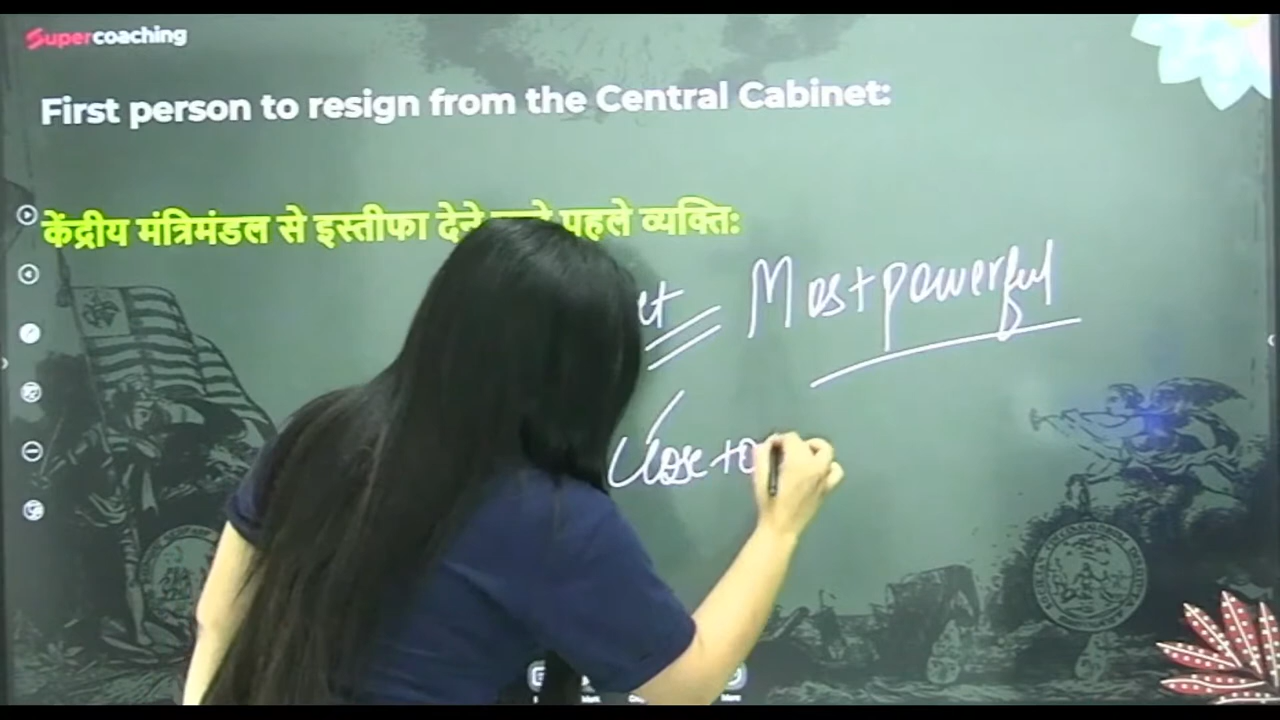 Supercoaching
First person to resign from the Central Cabinet:
केंद्रीय मंत्रिमंडल से इस्तीफा देने पहले व्यक्ति:
Most powerful
Close to